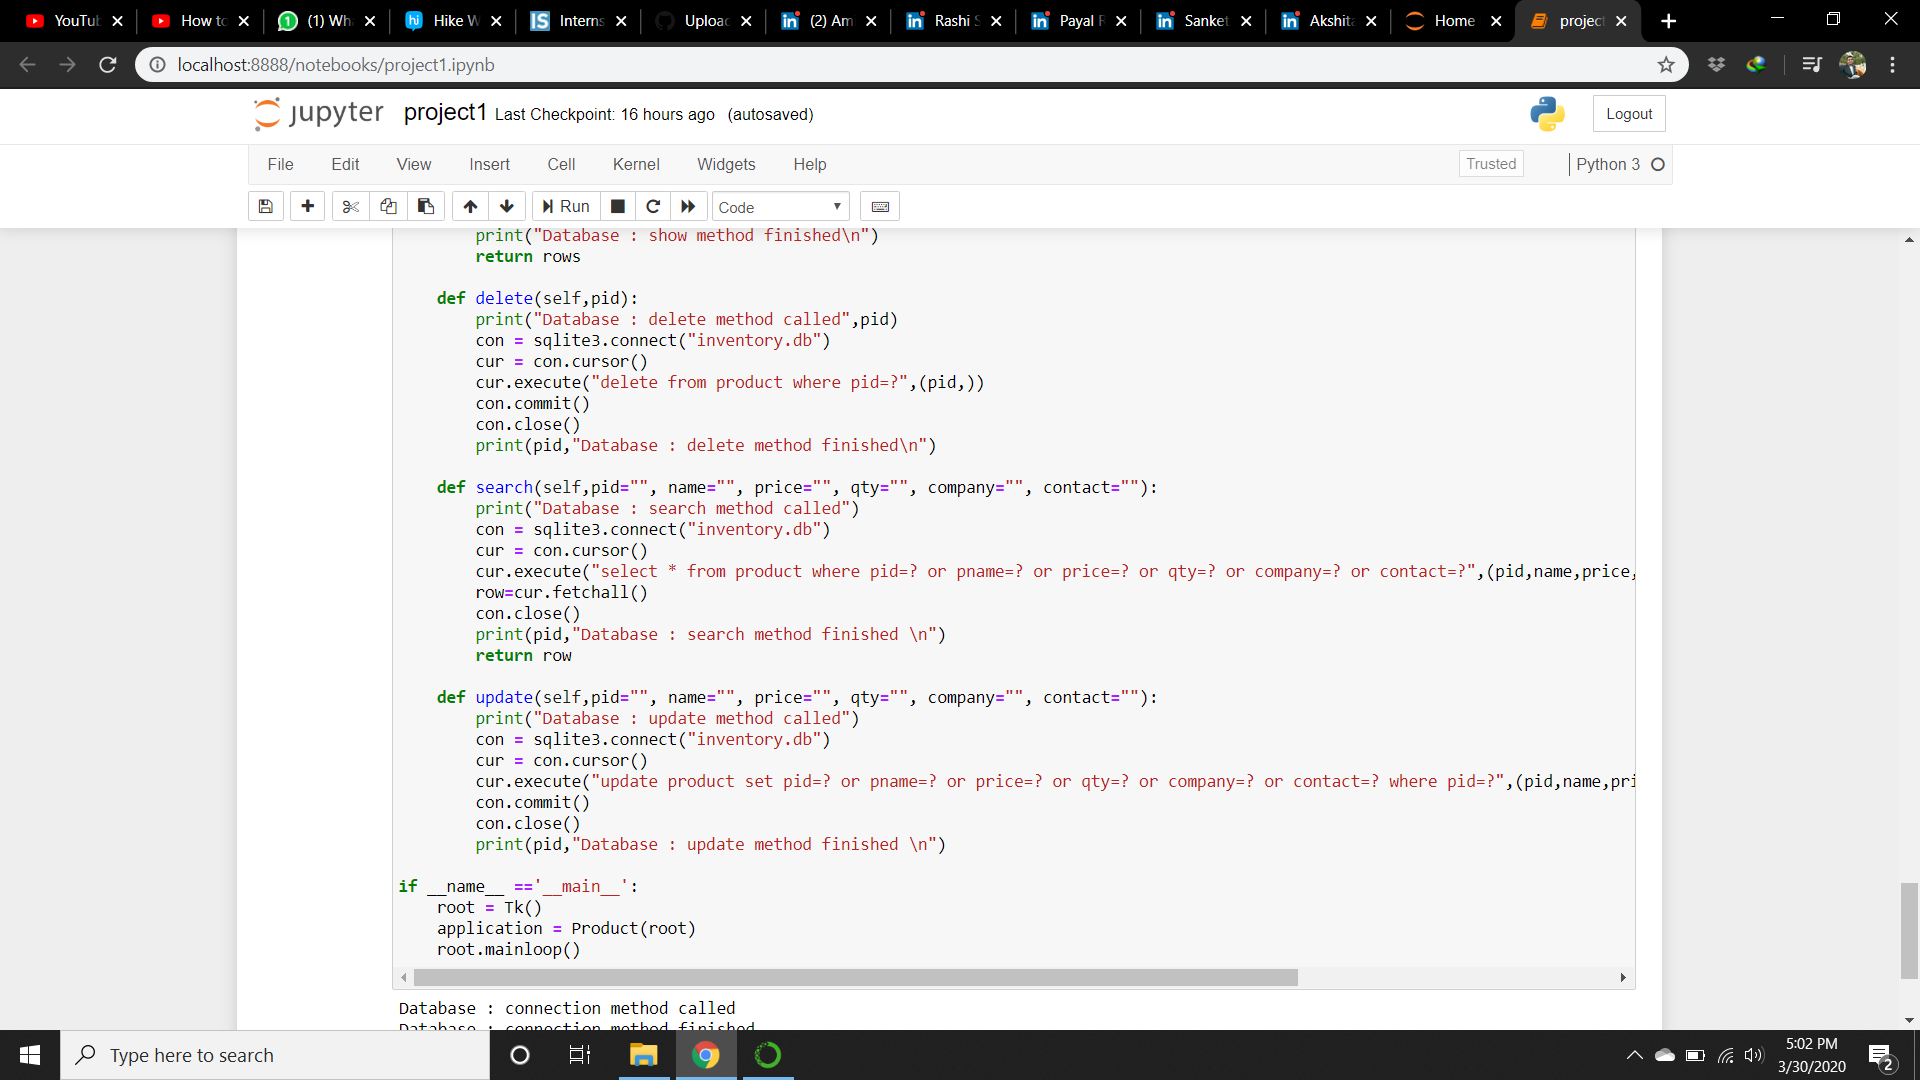 YouTub
How to
(1) Wh
Hike W
Interns
Uploac
(2) Am
Rashi S
Payal F
Sanket
Akshita
Home
project
localhost:8888/notebooks/project1.ipynb
jupyter project1 Last Checkpoint: 16 hours ago (autosaved)
Logout
File Edit View Insert Cell Kernel Widgets Help
Trusted
Python 3
Run
Code
print("Database : show method finished\n")
return rows
def delete(self,pid):
print("Database : delete method called",pid)
con = sqlite3.connect("inventory.db")
cur = con.cursor()
cur.execute("delete from product where pid=?",(pid,))
con.commit()
con.close()
print(pid,"Database : delete method finished\n")
def search(self,pid="", name="", price="", qty="", company="", contact=""):
print("Database : search method called")
con = sqlite3.connect("inventory.db")
cur = con.cursor()
cur.execute("select * from product where pid=? or pname=? or price=? or qty=? or company=? or contact=?",(pid,name,price,
row=cur.fetchall()
con.close()
print(pid,"Database : search method finished \n")
return row
def update(self,pid="", name="", price="", qty="", company="", contact=""):
print("Database : update method called")
con = sqlite3.connect("inventory.db")
cur = con.cursor()
cur.execute("update product set pid=? or pname=? or price=? or qty=? or company=? or contact=? where pid=?",(pid,name,pri
con.commit()
con.close()
print(pid,"Database : update method finished \n")
if __name__ =='__main__':
root = Tk()
application = Product(root)
root.mainloop()
Database : connection method called
Database : connection method finished
Type here to search
5:02 PM
3/30/2020
2